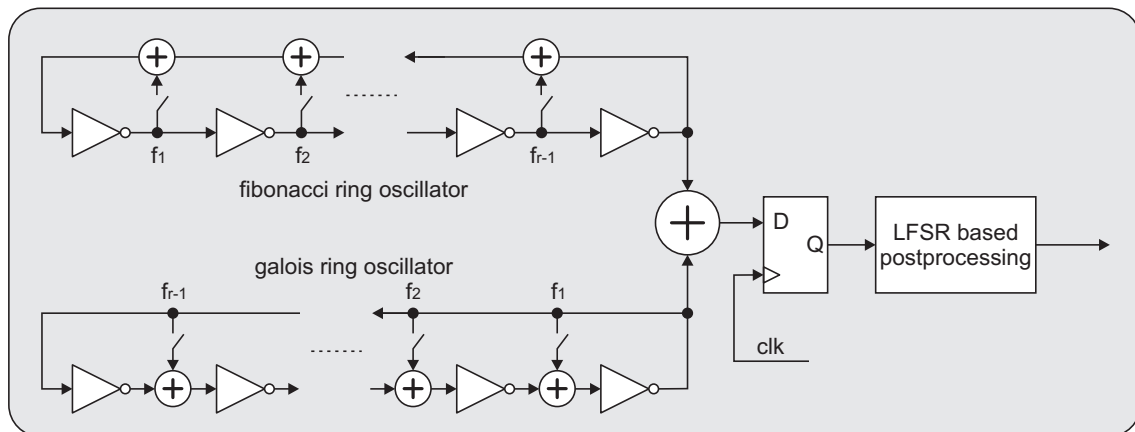 f1
f2
fr-1
fibonacci ring oscillator
D
Q
LFSR based
postprocessing
galois ring oscillator
fr-1
f2
f1
clk